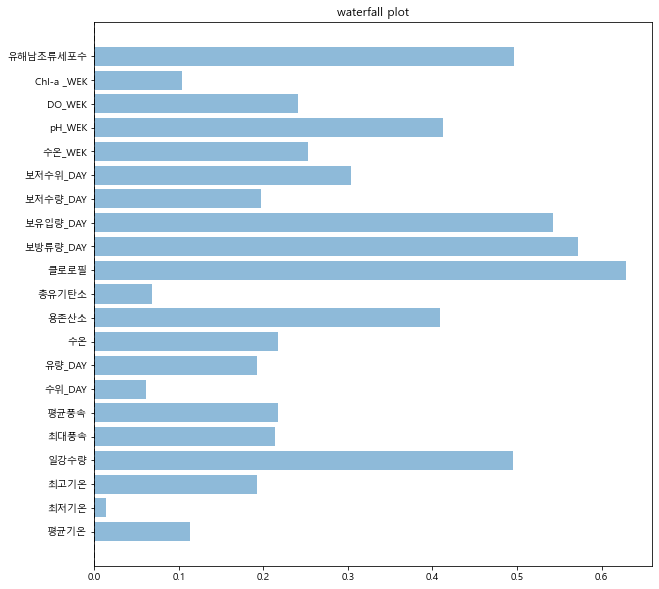 waterfall plot
유해남조류세포수
Chl-a _WEK
DO_WEK
pH_WEK
수온_WEK
보저수위_DAY
보저수량_DAY
보유입량_DAY
보방류량_DAY
클로로필
총유기탄소
용존산소
수온
유량_DAY
수위_DAY
평균풍속
최대풍속
일강수량
최고기온
최저기온
평균기온
0.0 0.1 0.2 0.3 0.4 0.5 0.6